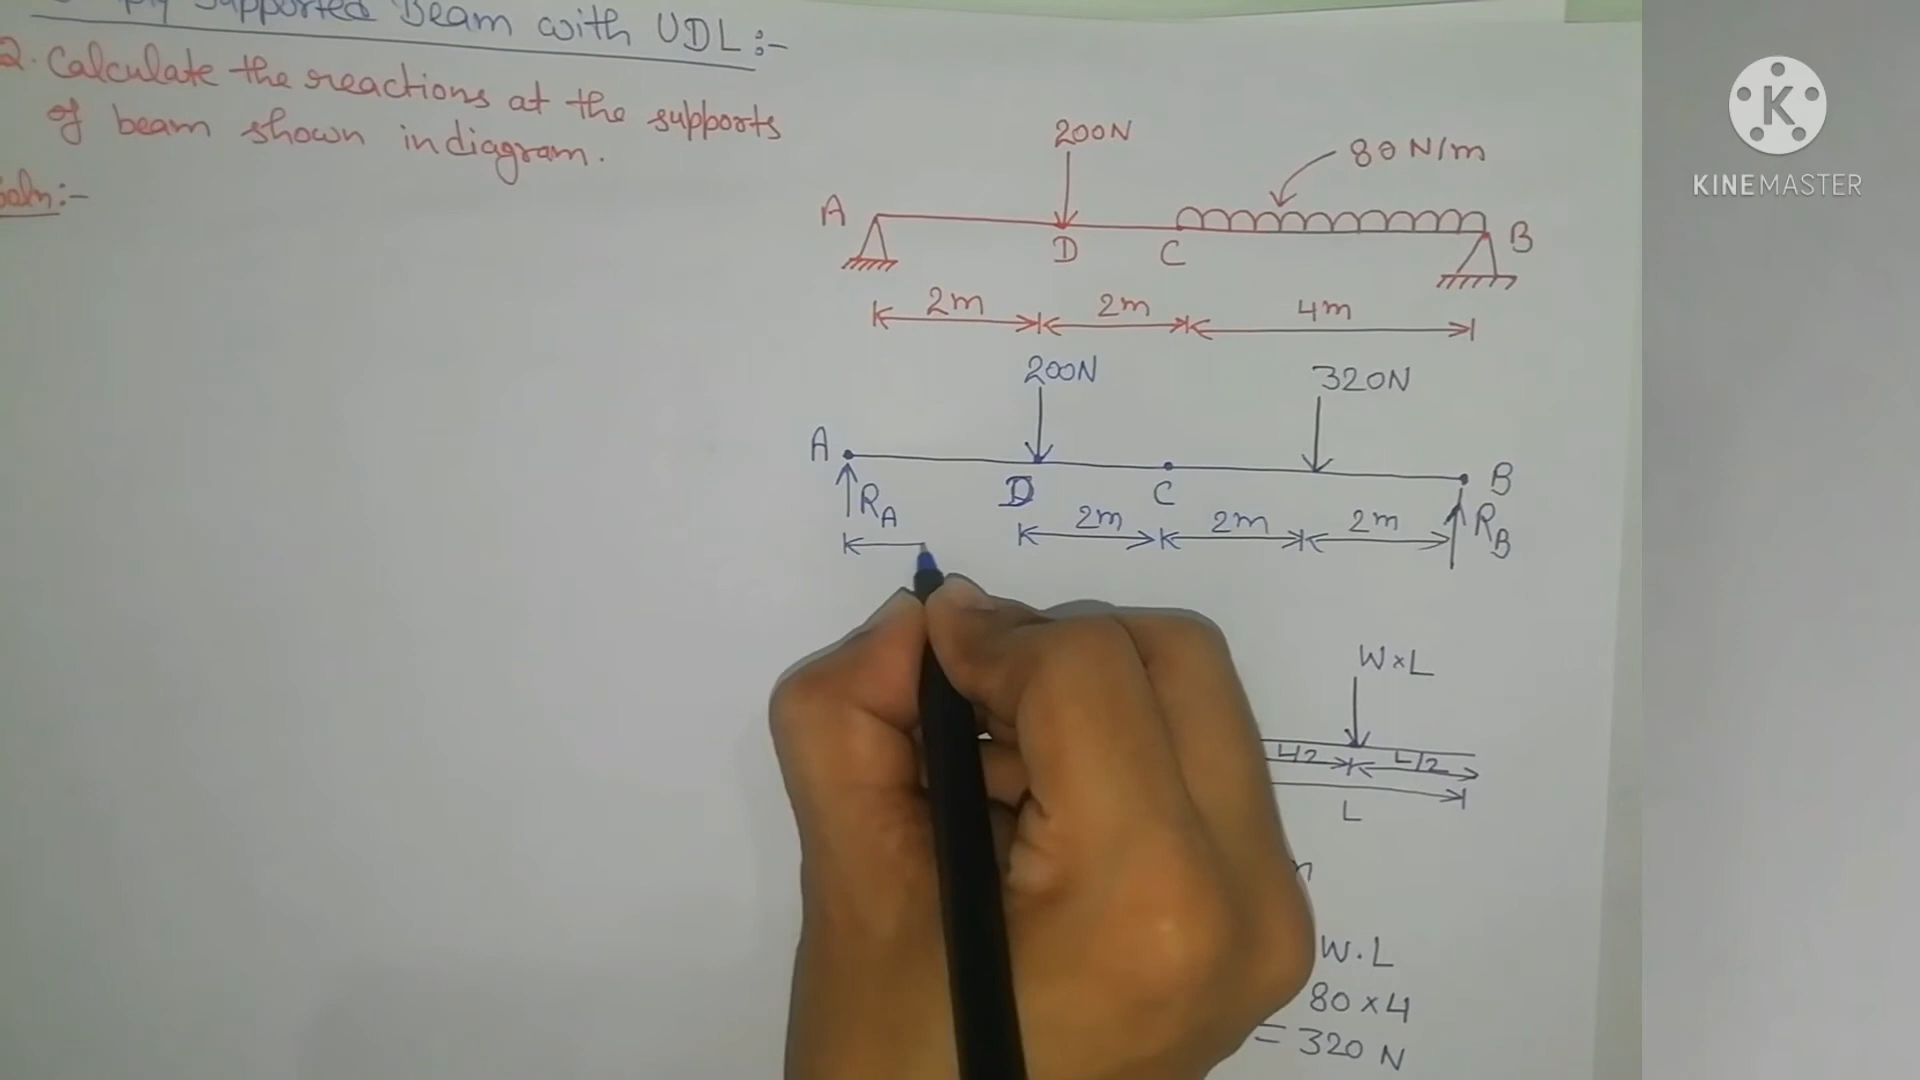 Supported Beam with UDL:-
2. Calculate the reactions at the supports
of beam shown in diagram.
Soln:-
200N
80 N/m
A
D
C
B
2m
2m
4m
200N
320N
A
D
C
B
RA
2m
2m
2m
RB
W×L
L/2
L/2
L
W.L
80 × 4
= 320 N
K
KINEMASTER